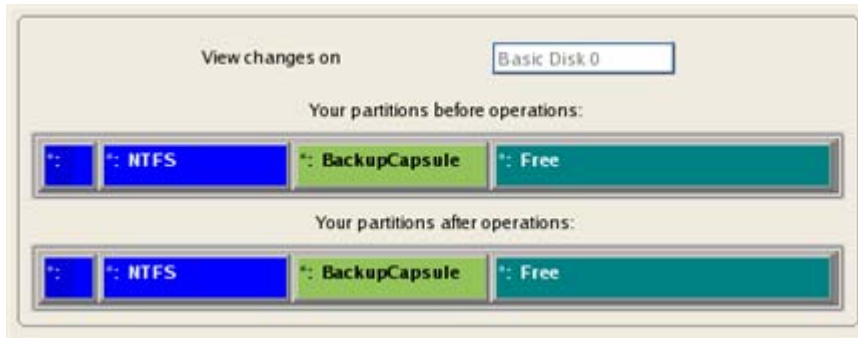 View changes on Basic Disk 0
Your partitions before operations:
*: *: NTFS *: BackupCapsule *: Free
Your partitions after operations:
*: *: NTFS *: BackupCapsule *: Free